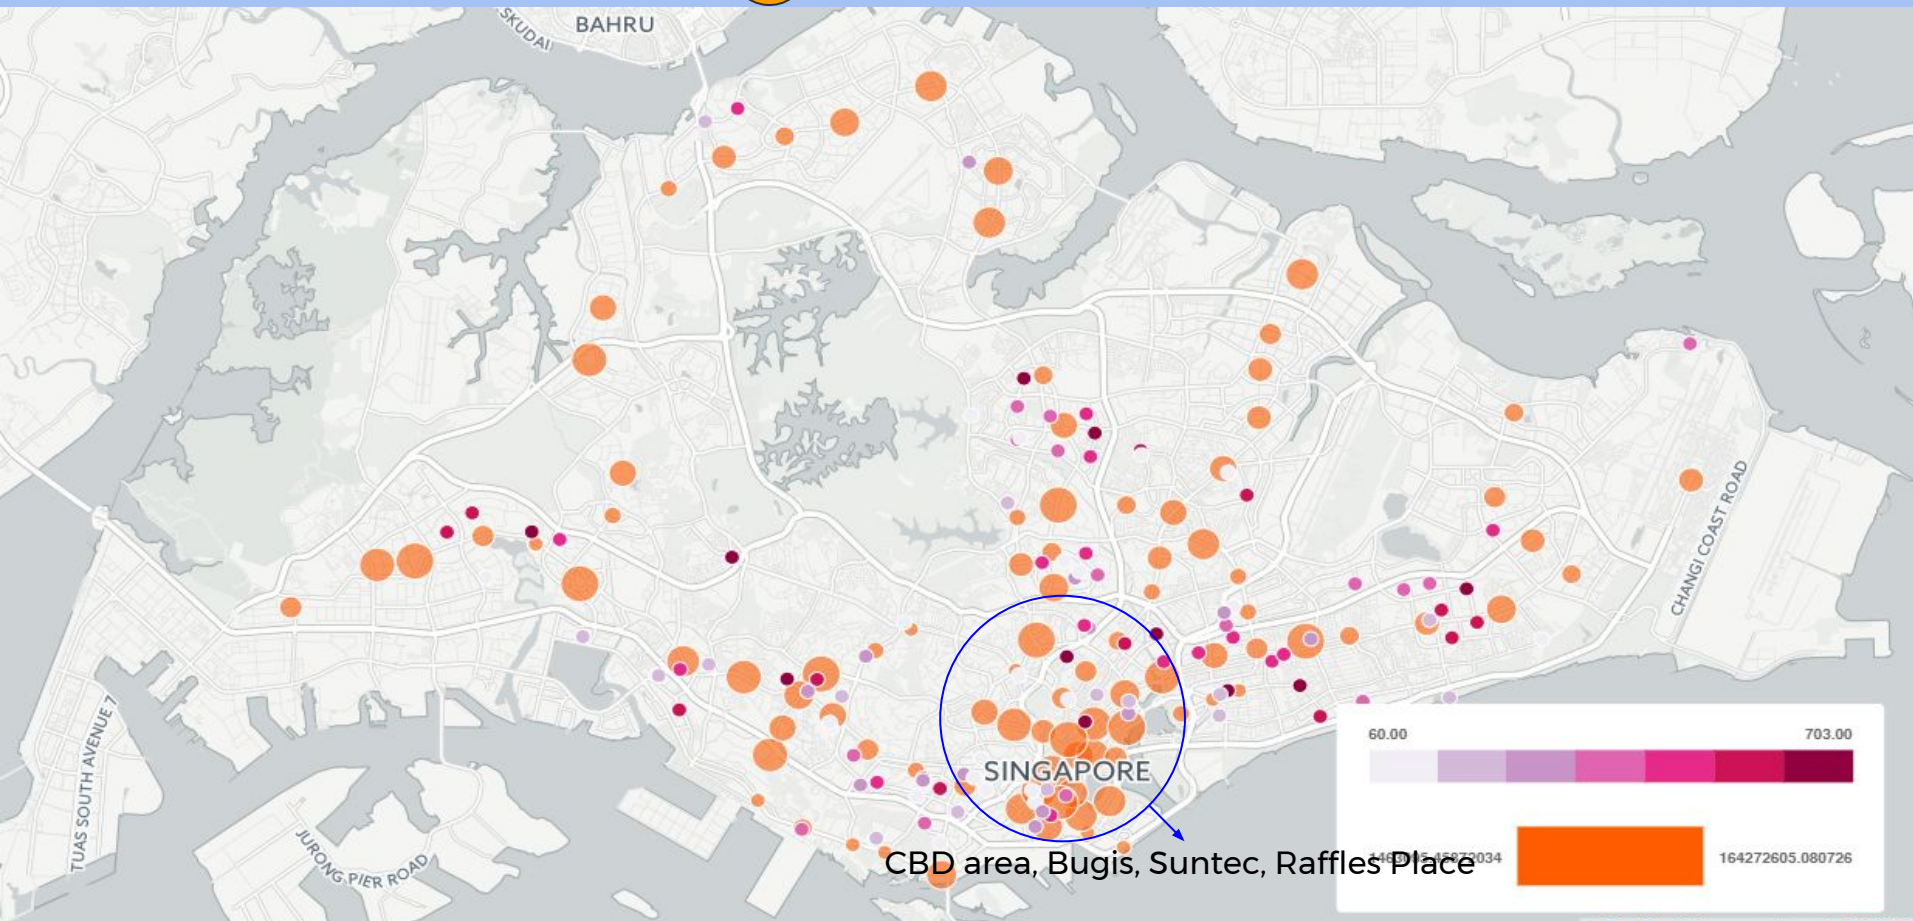 BAHRU
SKUDAI
CHANGI COAST ROAD
TUAS SOUTH AVENUE 7
60.00
703.00
SINGAPORE
JURONG PIER ROAD
CBD area, Bugis, Suntec, Raffles Place
164272605.080726